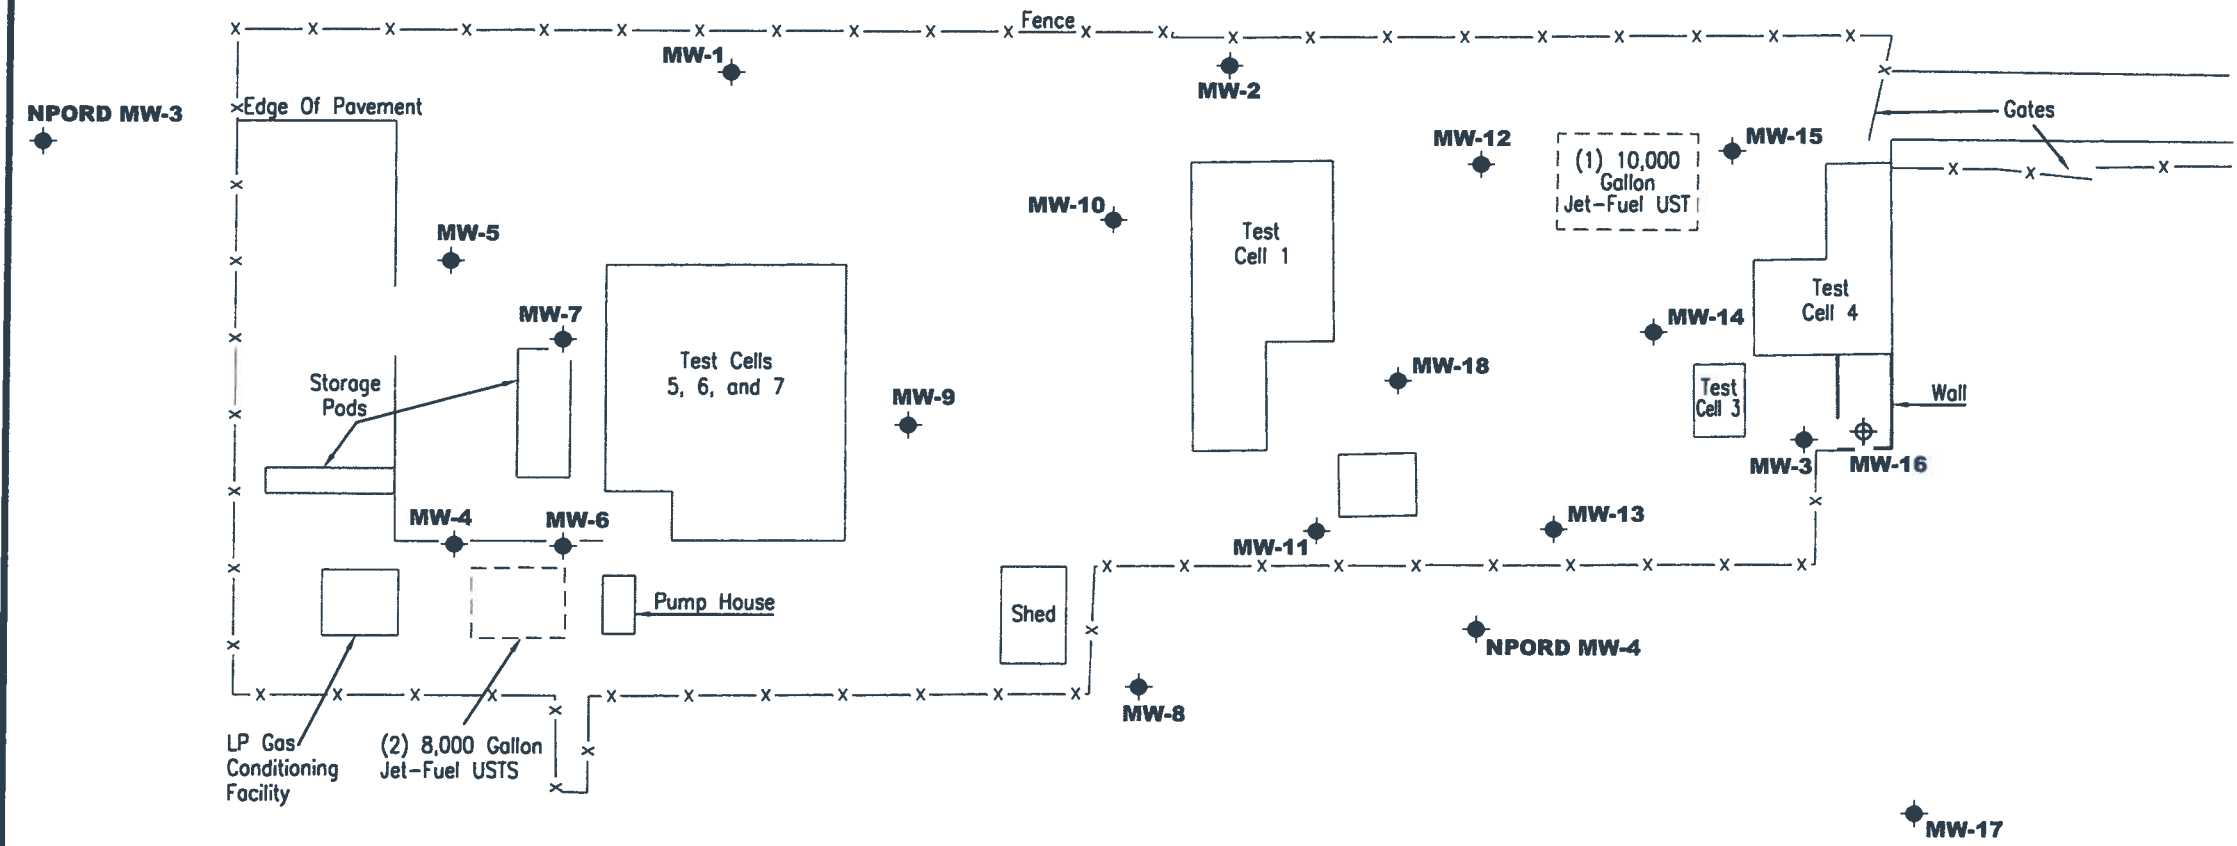 Fence
MW-1
MW-2
NPORD MW-3
Edge Of Pavement
Gates
MW-12
(1) 10,000
Gallon
Jet-Fuel UST
MW-15
MW-10
MW-5
Test
Cell 1
MW-7
Test
Cell 4
MW-14
Test Cells
5, 6, and 7
MW-18
Storage
Pods
MW-9
Test
Cell 3
Wall
MW-3
MW-16
MW-4
MW-6
MW-11
MW-13
Pump House
Shed
NPORD MW-4
MW-8
LP Gas
Conditioning
Facility
(2) 8,000 Gallon
Jet-Fuel USTS
MW-17